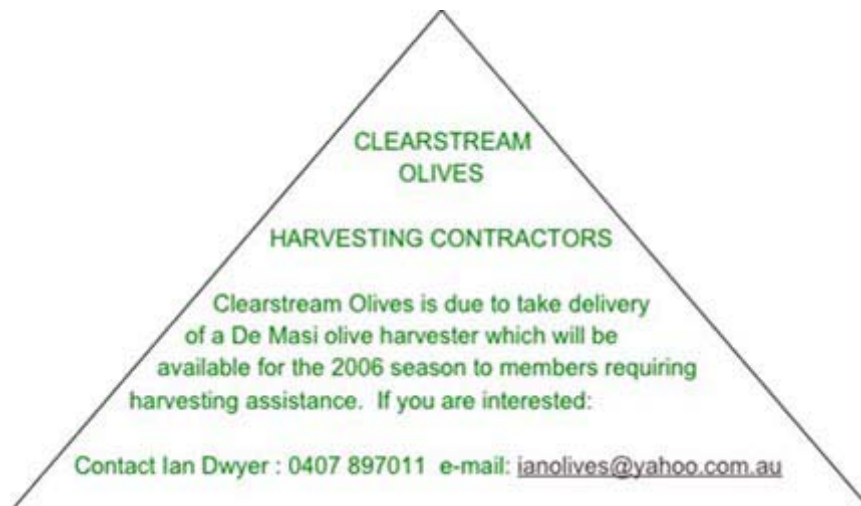 CLEARSTREAM
OLIVES
HARVESTING CONTRACTORS
Clearstream Olives is due to take delivery
of a De Masi olive harvester which will be
available for the 2006 season to members requiring
harvesting assistance.  If you are interested:
Contact Ian Dwyer : 0407 897011  e-mail: ianolives@yahoo.com.au